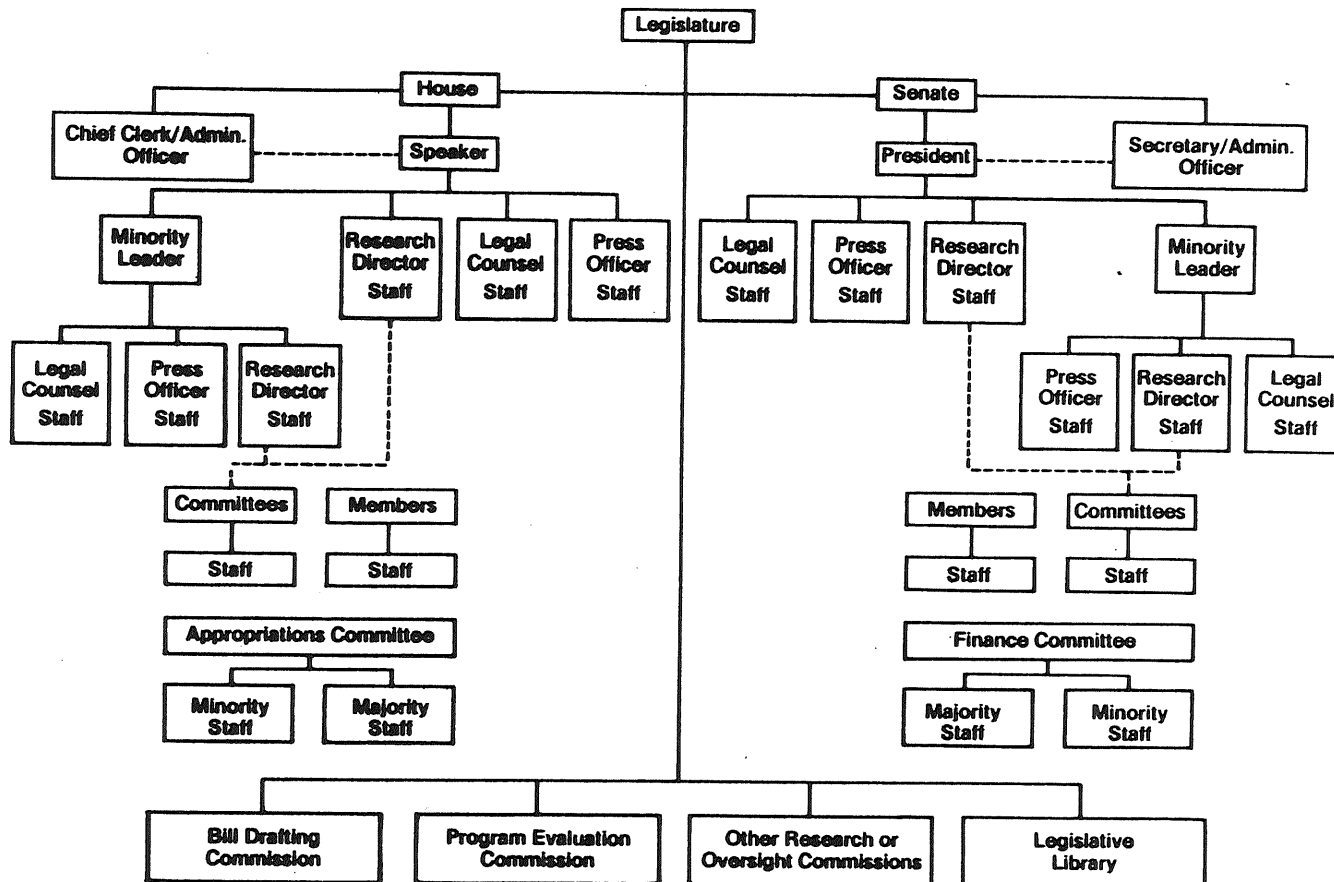 Legislature
House
Senate
Chief Clerk/Admin.
Officer
Speaker
President
Secretary/Admin.
Officer
Minority
Leader
Research
Director
Staff
Legal
Counsel
Staff
Press
Officer
Staff
Legal
Counsel
Staff
Press
Officer
Staff
Research
Director
Staff
Minority
Leader
Legal
Counsel
Staff
Press
Officer
Staff
Research
Director
Staff
Press
Officer
Staff
Research
Director
Staff
Legal
Counsel
Staff
Committees
Members
Members
Committees
Staff
Staff
Staff
Staff
Appropriations Committee
Finance Committee
Minority
Staff
Majority
Staff
Majority
Staff
Minority
Staff
Bill Drafting
Commission
Program Evaluation
Commission
Other Research or
Oversight Commissions
Legislative
Library